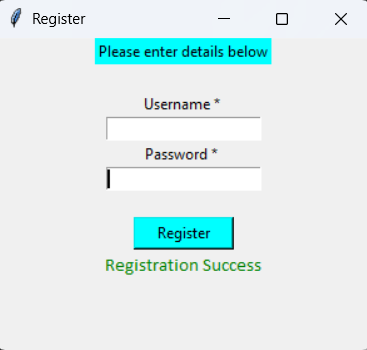 Register
Please enter details below
Username *
Password *
Register
Registration Success